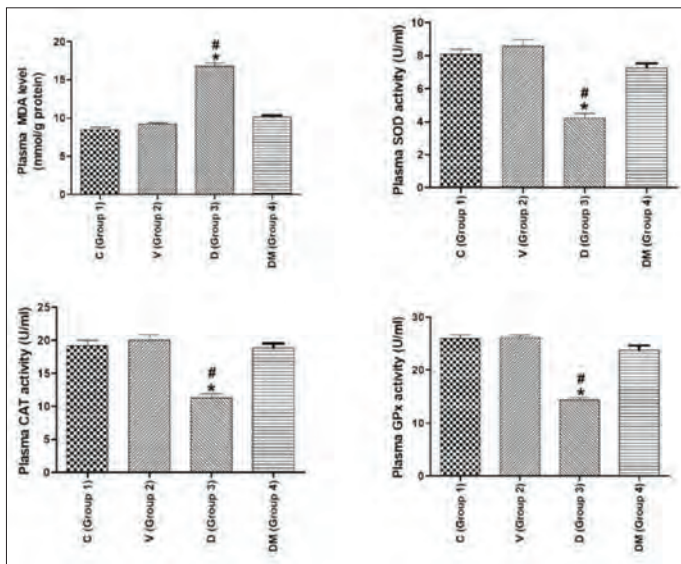 Plasma MDA level
(mmol/g protein)
20
15
10
5
0
#
*
C (Group 1)
V (Group 2)
D (Group 3)
DM (Group 4)
Plasma SOD activity (U/ml)
10
8
6
4
2
0
#
*
C (Group 1)
V (Group 2)
D (Group 3)
DM (Group 4)
Plasma CAT activity (U/ml)
25
20
15
10
5
0
#
*
C (Group 1)
V (Group 2)
D (Group 3)
DM (Group 4)
Plasma GPx activity (U/ml)
30
20
10
0
#
*
C (Group 1)
V (Group 2)
D (Group 3)
DM (Group 4)